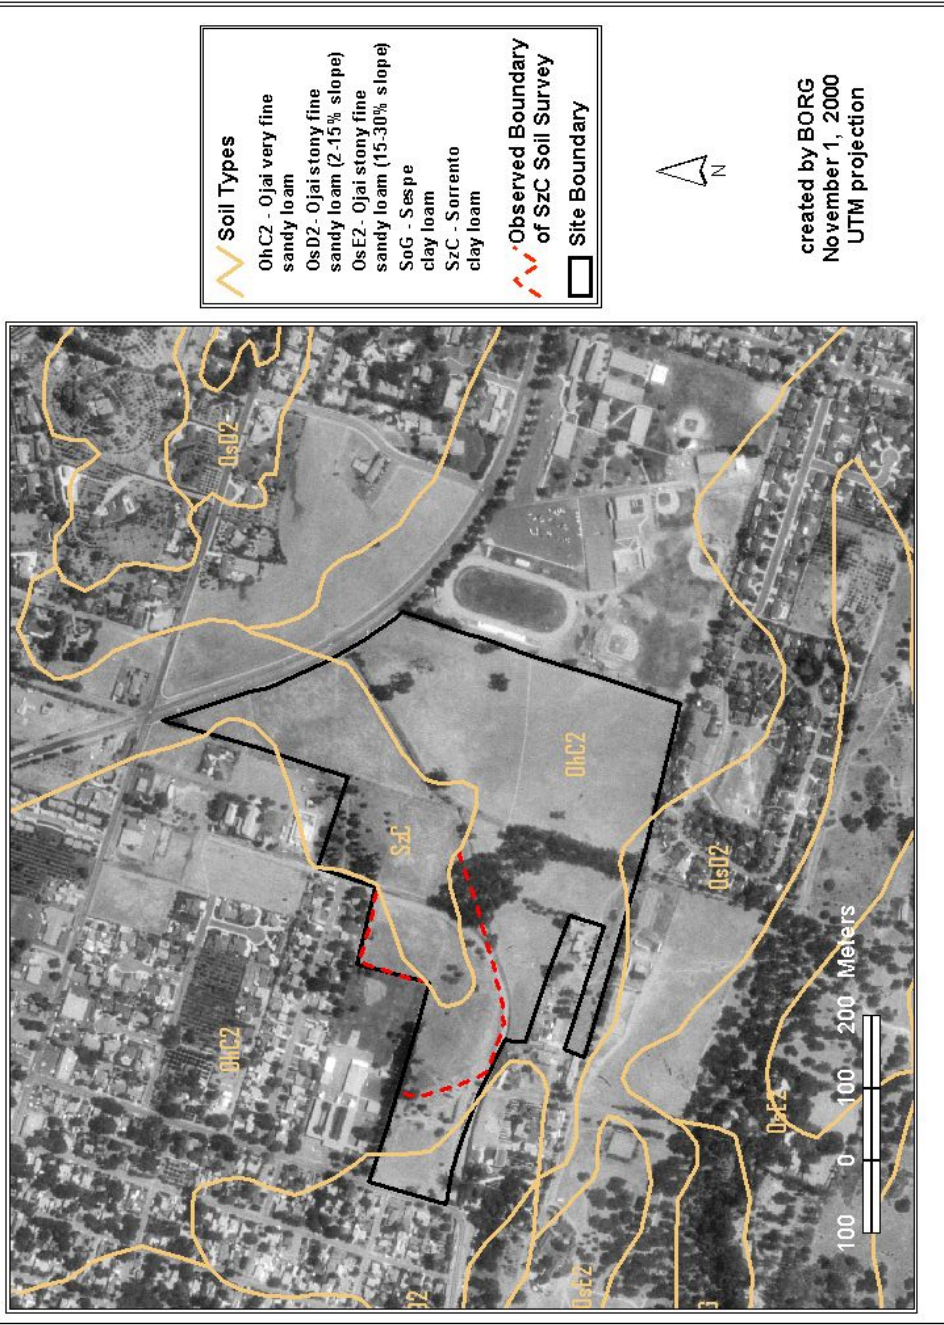 Soil Types
OhC2 - Ojai very fine
sandy loam
OsD2 - Ojai stony fine
sandy loam (2-15% slope)
OsE2 - Ojai stony fine
sandy loam (15-30% slope)
SoG - Sespe
clay loam
SzC - Sorrento
clay loam
Observed Boundary
of SzC Soil Survey
Site Boundary
N
created by BORG
November 1, 2000
UTM projection
OsD2
SzC
OhC2
OhC2
OsD2
OsE2
100 0 100 200 Meters